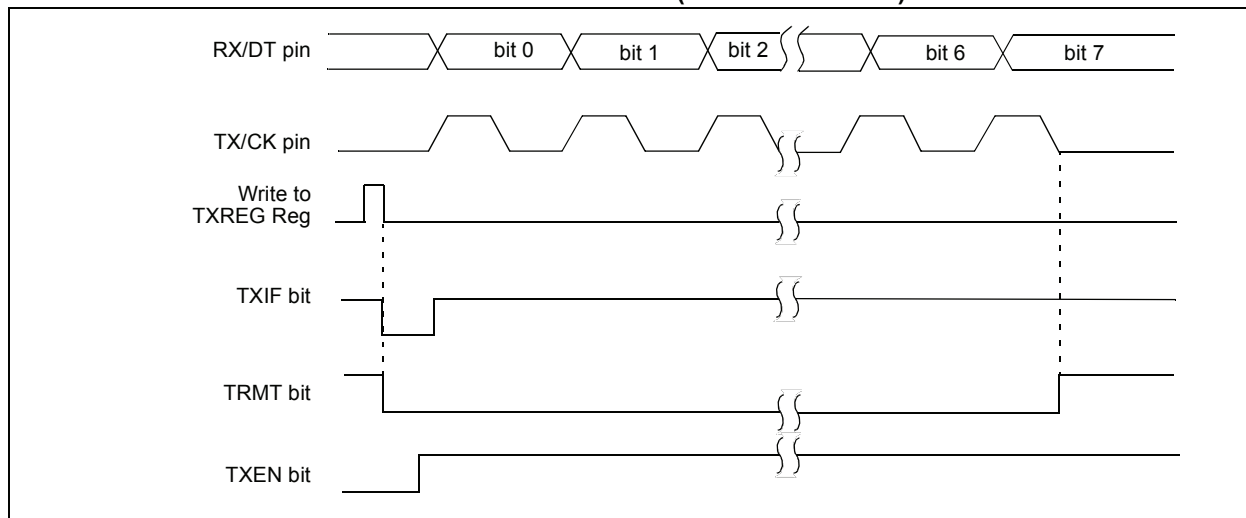 RX/DT pin
bit 0
bit 1
bit 2
bit 6
bit 7
TX/CK pin
Write to
TXREG Reg
TXIF bit
TRMT bit
TXEN bit